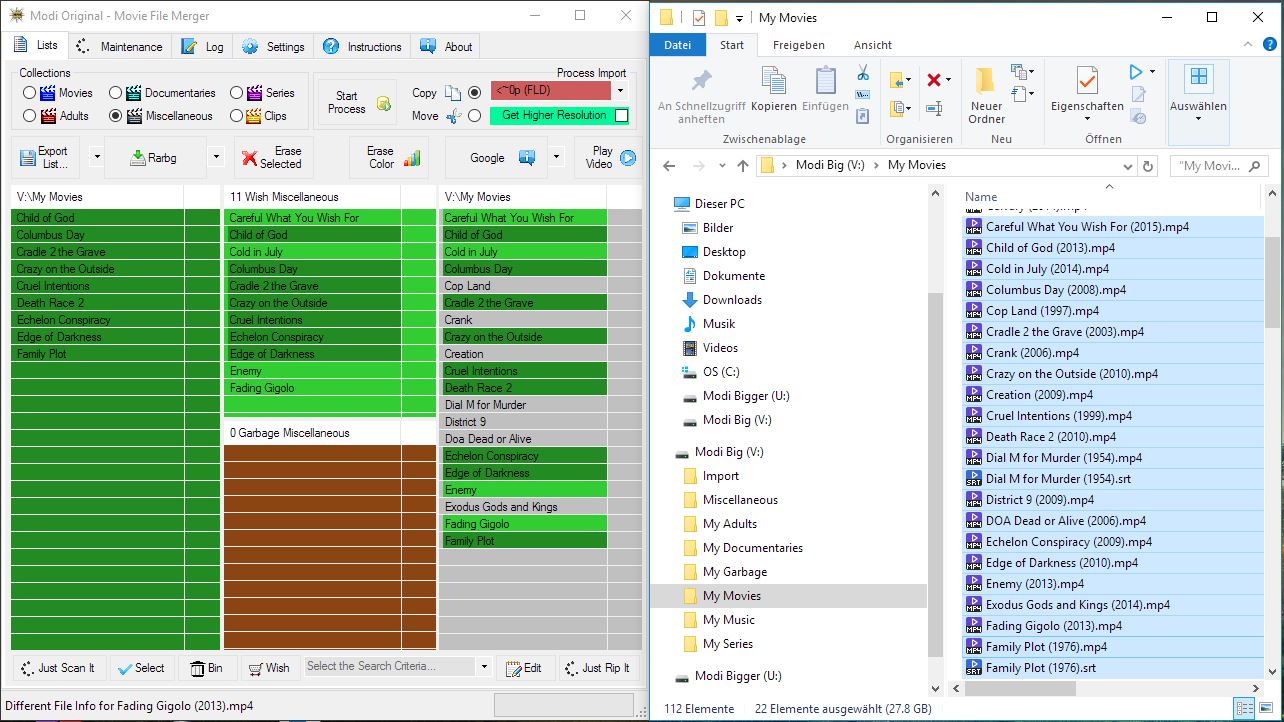 Modi Original - Movie File Merger
Lists
Maintenance
Log
Settings
Instructions
About
Collections
Movies
Documentaries
Series
Adults
Miscellaneous
Clips
Start
Process
Process Import
Copy
<~0p (FLD)
Move
Get Higher Resolution
Export
List ...
Rarbg
Erase
Selected
Erase
Color
Google
Play
Video
V:\My Movies
Child of God
Columbus Day
Cradle 2 the Grave
Crazy on the Outside
Cruel Intentions
Death Race 2
Echelon Conspiracy
Edge of Darkness
Family Plot
11 Wish Miscellaneous
Careful What You Wish For
Child of God
Cold in July
Columbus Day
Cradle 2 the Grave
Crazy on the Outside
Cruel Intentions
Echelon Conspiracy
Edge of Darkness
Enemy
Fading Gigolo
0 Garbage Miscellaneous
V:\My Movies
Careful What You Wish For
Child of God
Cold in July
Columbus Day
Cop Land
Cradle 2 the Grave
Crank
Crazy on the Outside
Creation
Cruel Intentions
Death Race 2
Dial M for Murder
District 9
Doa Dead or Alive
Echelon Conspiracy
Edge of Darkness
Enemy
Exodus Gods and Kings
Fading Gigolo
Family Plot
Just Scan It
Select
Bin
Wish
Select the Search Criteria...
Edit
Just Rip It
Different File Info for Fading Gigolo (2013).mp4
My Movies
Datei
Start
Freigeben
Ansicht
An Schnellzugriff
anheften
Kopieren
Einfügen
Zwischenablage
Organisieren
Neuer
Ordner
Neu
Eigenschaften
Öffnen
Auswählen
Modi Big (V:)
My Movies
"My Movi...
Dieser PC
Bilder
Desktop
Dokumente
Downloads
Musik
Videos
OS (C:)
Modi Bigger (U:)
Modi Big (V:)
Modi Big (V:)
Import
Miscellaneous
My Adults
My Documentaries
My Garbage
My Movies
My Music
My Series
Modi Bigger (U:)
Name
Careful What You Wish For (2015).mp4
Child of God (2013).mp4
Cold in July (2014).mp4
Columbus Day (2008).mp4
Cop Land (1997).mp4
Cradle 2 the Grave (2003).mp4
Crank (2006).mp4
Crazy on the Outside (2010).mp4
Creation (2009).mp4
Cruel Intentions (1999).mp4
Death Race 2 (2010).mp4
Dial M for Murder (1954).mp4
Dial M for Murder (1954).srt
District 9 (2009).mp4
DOA Dead or Alive (2006).mp4
Echelon Conspiracy (2009).mp4
Edge of Darkness (2010).mp4
Enemy (2013).mp4
Exodus Gods and Kings (2014).mp4
Fading Gigolo (2013).mp4
Family Plot (1976).mp4
Family Plot (1976).srt
112 Elemente
22 Elemente ausgewählt (27.8 GB)